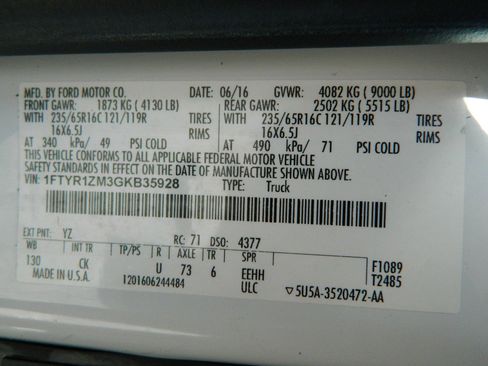 MFD. BY FORD MOTOR CO. DATE: 06/16 GVWR: 4082 KG ( 9000 LB)
FRONT GAWR: 1873 KG ( 4130 LB) REAR GAWR: 2502 KG ( 5515 LB)
WITH 235/65R16C 121/119R TIRES WITH 235/65R16C 121/119R TIRES
16X6.5J RIMS 16X6.5J RIMS
AT 340 kPa/ 49 PSI COLD AT 490 kPa/ 71 PSI COLD
THIS VEHICLE CONFORMS TO ALL APPLICABLE FEDERAL MOTOR VEHICLE
SAFETY STANDARDS IN EFFECT ON THE DATE OF MANUFACTURE SHOWN ABOVE.
VIN: 1FTYR1ZM3GKB35928 TYPE: Truck
EXT PNT: YZ RC: 71 DSO: 4377
WB INT TR TP/PS R AXLE TR SPR F1089
130 CK U 73 6 EEHH T2485
MADE IN U.S.A. 1201606244484 ULC ▽5U5A-3520472-AA